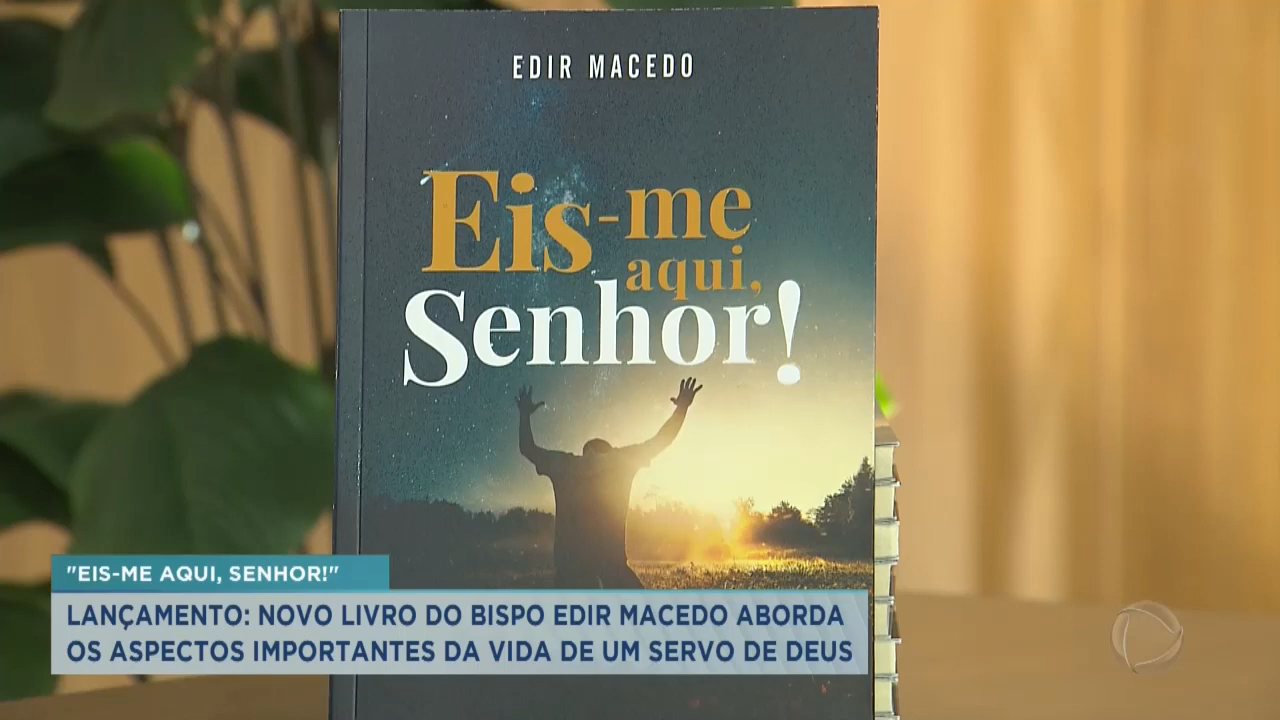 EDIR MACEDO
Eis-me
aqui,
Senhor!
"EIS-ME AQUI, SENHOR!"
LANÇAMENTO: NOVO LIVRO DO BISPO EDIR MACEDO ABORDA
OS ASPECTOS IMPORTANTES DA VIDA DE UM SERVO DE DEUS